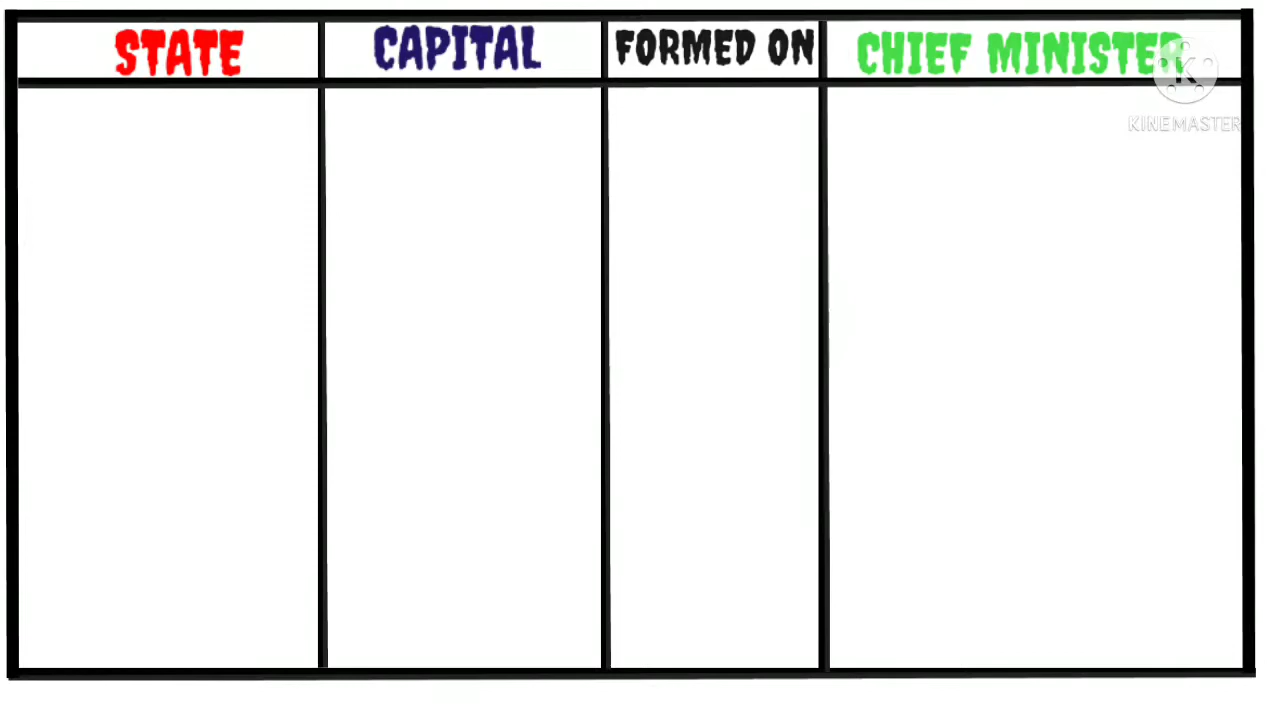 STATE
CAPITAL
FORMED ON
CHIEF MINISTER
K
KINEMASTER